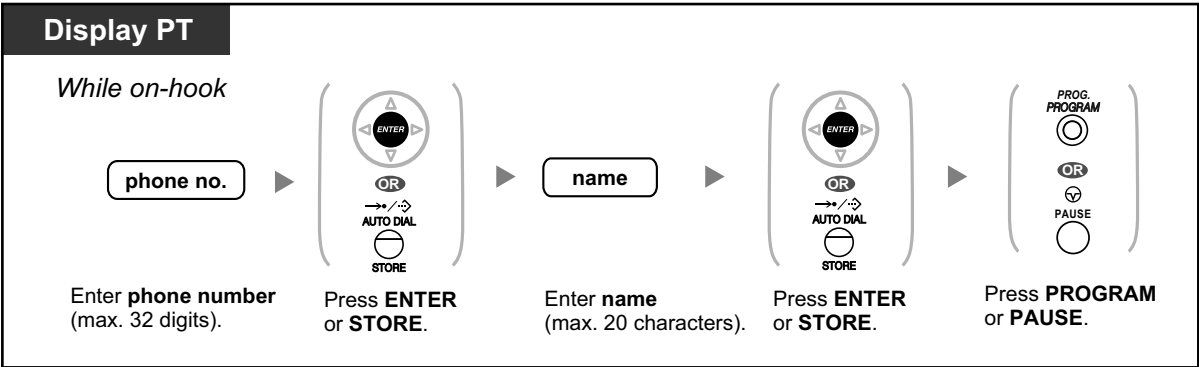 Display PT
While on-hook
phone no.
ENTER
OR
AUTO DIAL
STORE
name
ENTER
OR
AUTO DIAL
STORE
PROG.
PROGRAM
OR
PAUSE
Enter phone number
(max. 32 digits).
Press ENTER
or STORE.
Enter name
(max. 20 characters).
Press ENTER
or STORE.
Press PROGRAM
or PAUSE.